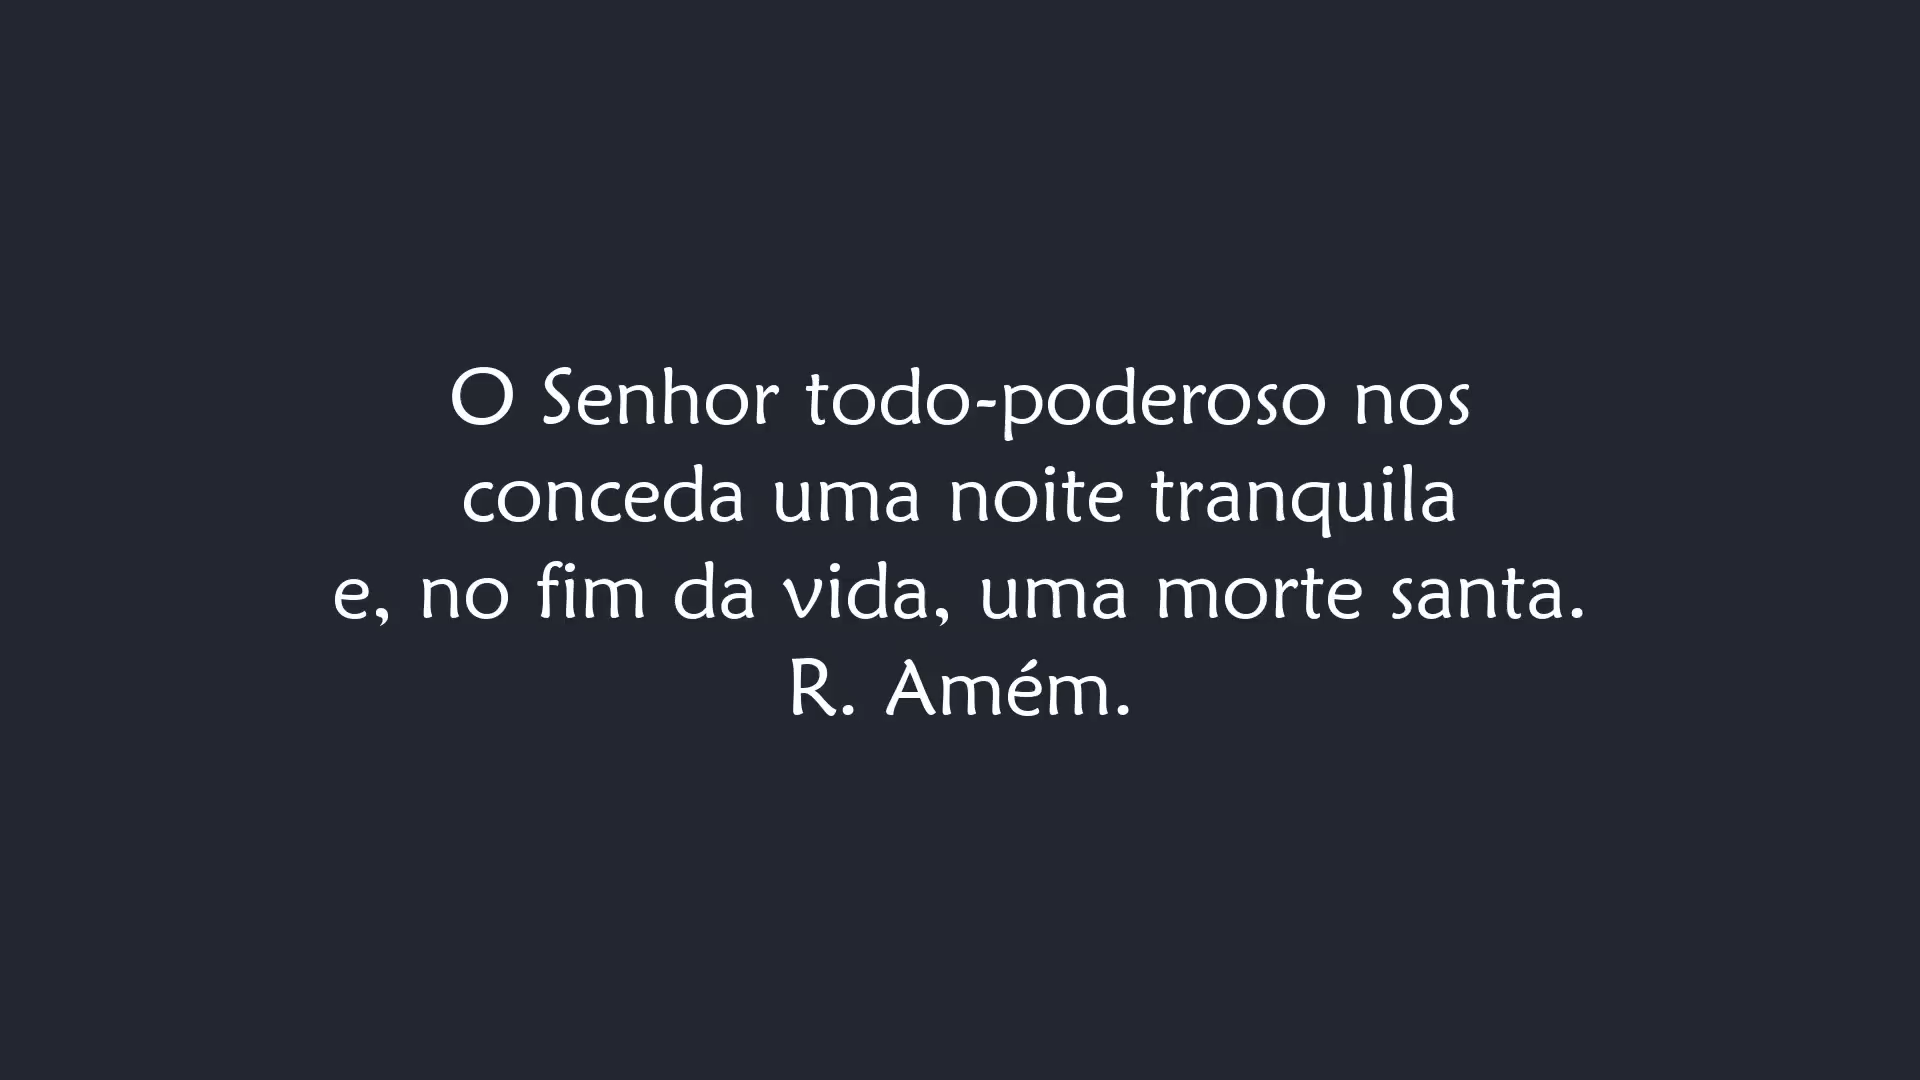 O Senhor todo-poderoso nos
conceda uma noite tranquila
e, no fim da vida, uma morte santa.
R. Amém.